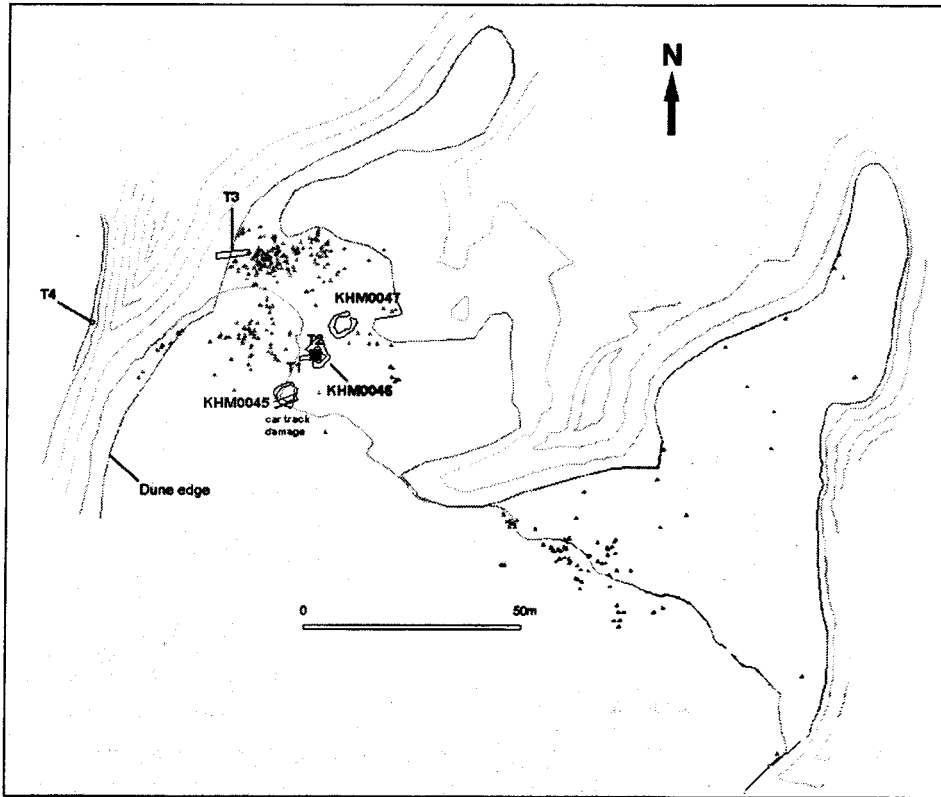 N
T3
T4
KHM0047
T2
T1
KHM0046
KHM0045
car track
damage
Dune edge
0 50m